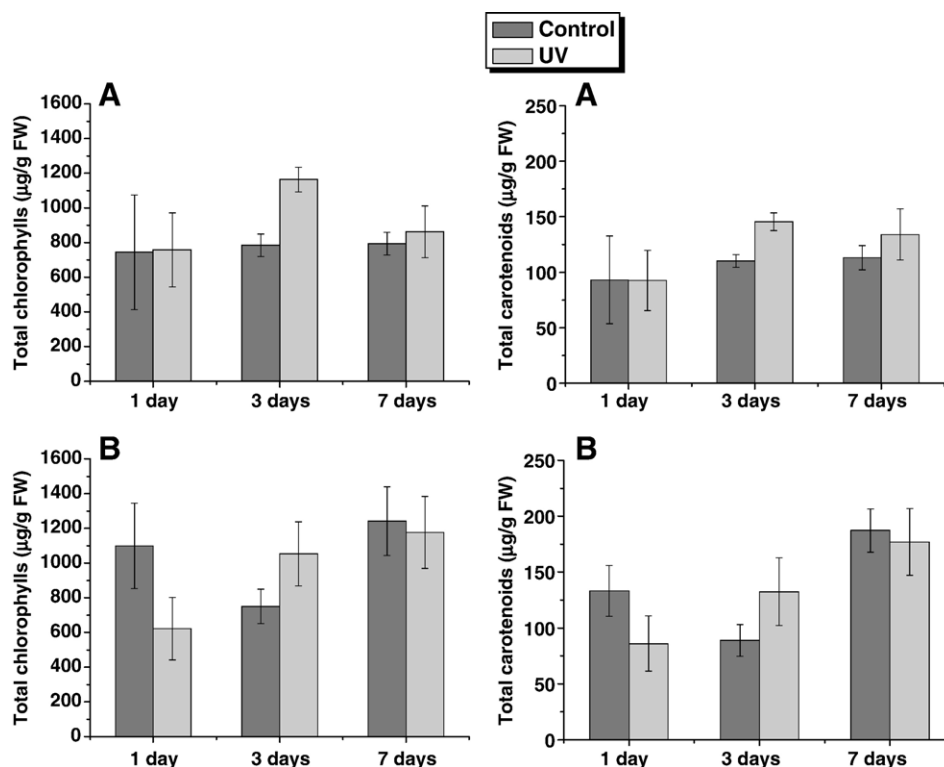 Control
UV
A
Total chlorophylls (µg/g FW)
1600
1400
1200
1000
800
600
400
200
0
1 day
3 days
7 days
A
Total carotenoids (µg/g FW)
250
200
150
100
50
0
1 day
3 days
7 days
B
Total chlorophylls (µg/g FW)
1600
1400
1200
1000
800
600
400
200
0
1 day
3 days
7 days
B
Total carotenoids (µg/g FW)
250
200
150
100
50
0
1 day
3 days
7 days